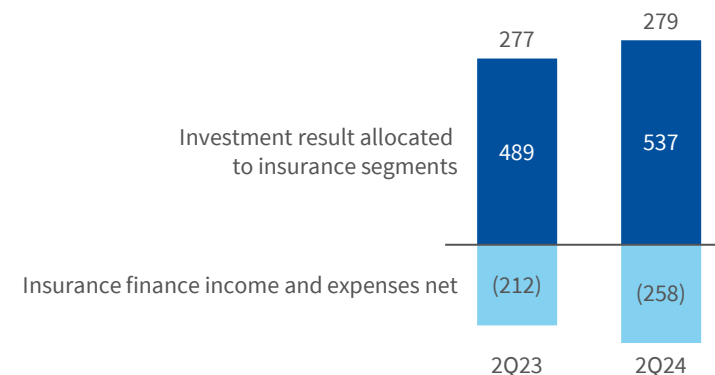 277
279
Investment result allocated
to insurance segments
489
537
Insurance finance income and expenses net
(212)
(258)
2Q23
2Q24